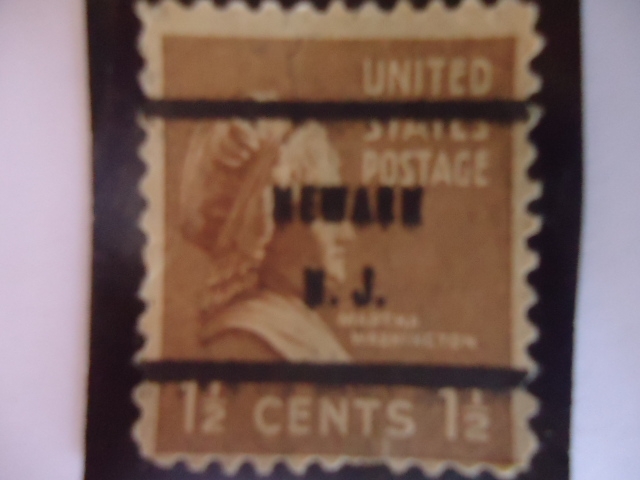 UNITED
STATES
POSTAGE
NEWARK
N. J.
MARTHA
WASHINGTON
1½ CENTS 1½